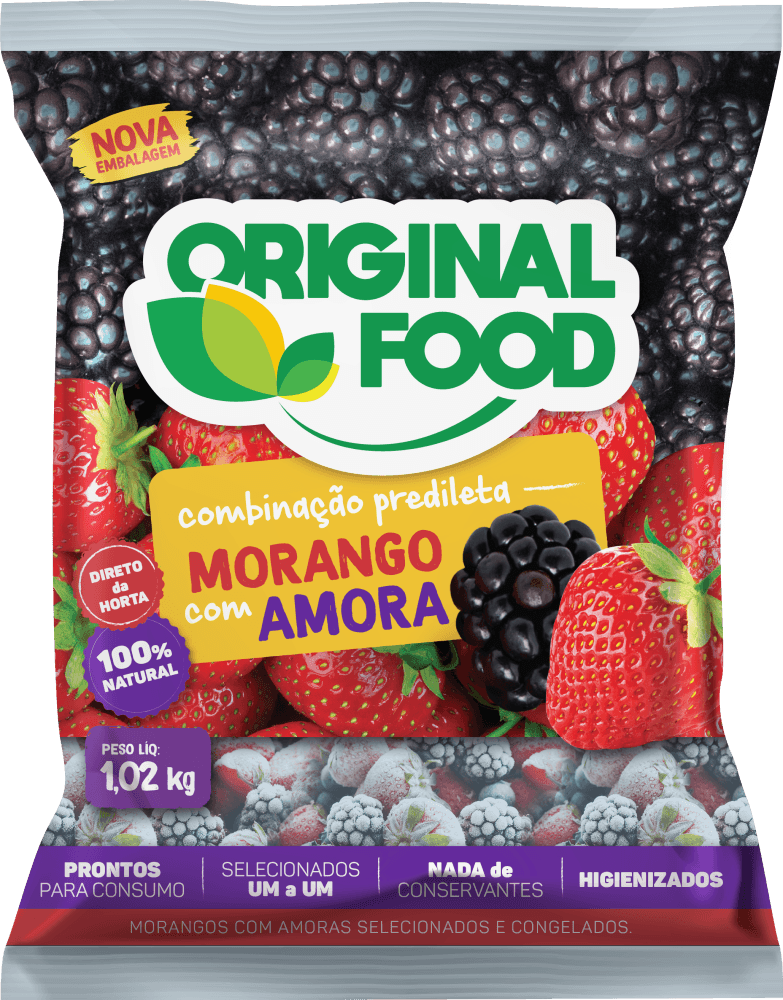 NOVA
EMBALAGEM
ORIGINAL
FOOD
combinação predileta
MORANGO
com AMORA
DIRETO
da
HORTA
100%
NATURAL
PESO LÍQ:
1,02 kg
PRONTOS
PARA CONSUMO
SELECIONADOS
UM a UM
NADA de
CONSERVANTES
HIGIENIZADOS
MORANGOS COM AMORAS SELECIONADOS E CONGELADOS.